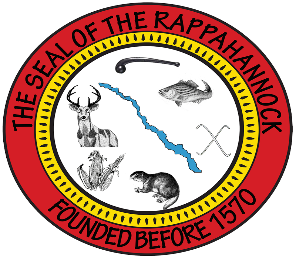 THE SEAL OF THE RAPPAHANNOCK
FOUNDED BEFORE 1570